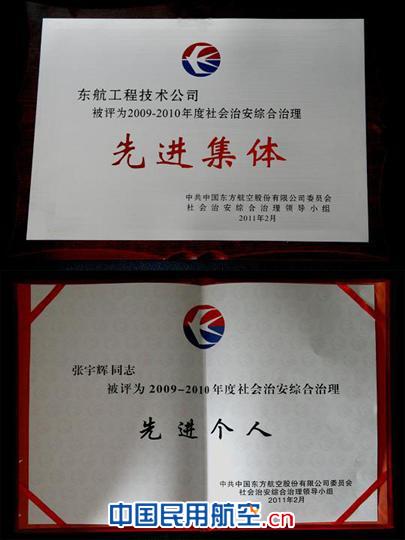 东航工程技术公司
被评为2009-2010年度社会治安综合治理
先进集体
中共中国东方航空股份有限公司委员会
社会治安综合治理领导小组
2011年2月
张宇辉同志
被评为2009-2010年度社会治安综合治理
先进个人
中共中国东方航空股份有限公司委员会
社会治安综合治理领导小组
2011年2月
中国民用航空.cn